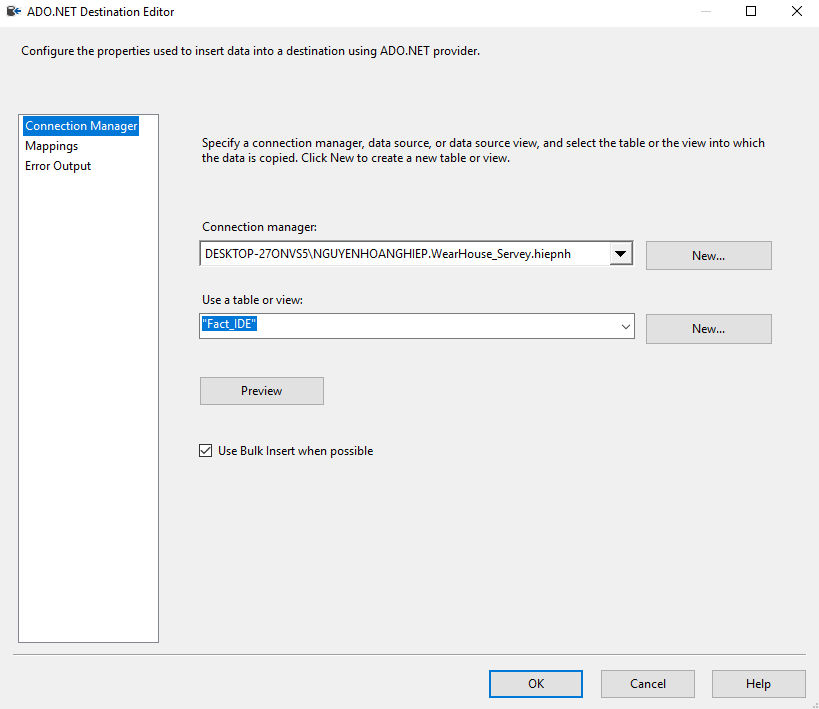 ADO.NET Destination Editor
Configure the properties used to insert data into a destination using ADO.NET provider.
Connection Manager
Mappings
Error Output
Specify a connection manager, data source, or data source view, and select the table or the view into which
the data is copied. Click New to create a new table or view.
Connection manager:
DESKTOP-27ONVS5\NGUYENHOANGHIEP.WearHouse_Servey.hiepnh
New...
Use a table or view:
"Fact_IDE"
New...
Preview
Use Bulk Insert when possible
OK
Cancel
Help